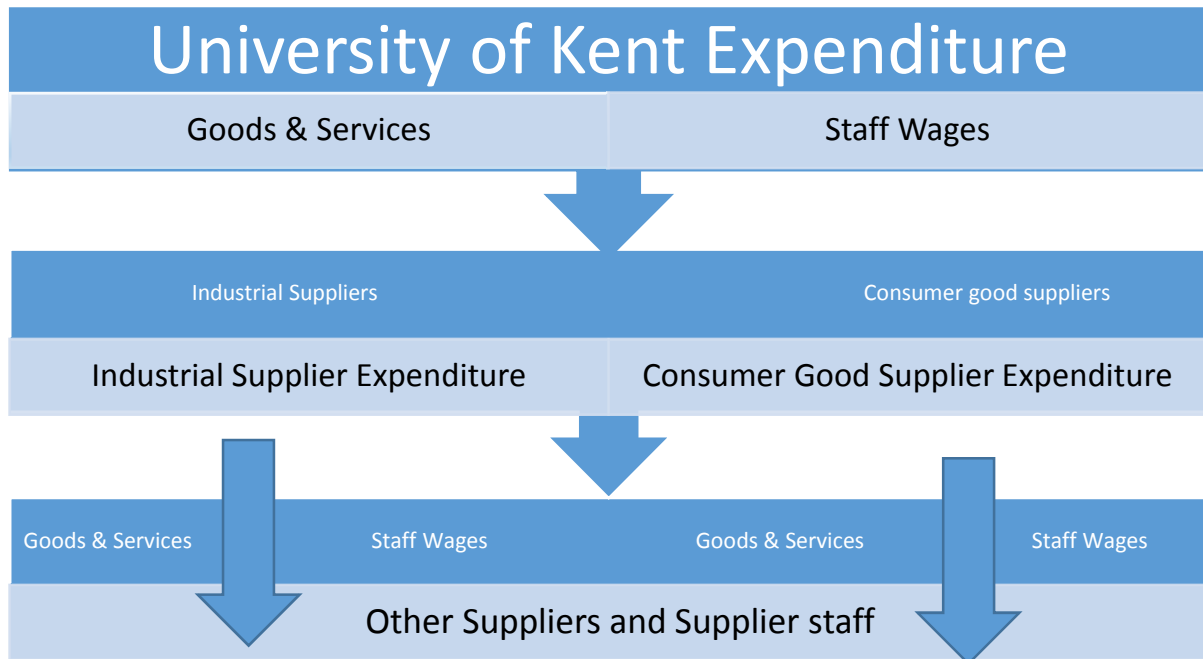 University of Kent Expenditure
Goods & Services
Staff Wages
Industrial Suppliers
Consumer good suppliers
Industrial Supplier Expenditure
Consumer Good Supplier Expenditure
Goods & Services
Staff Wages
Goods & Services
Staff Wages
Other Suppliers and Supplier staff